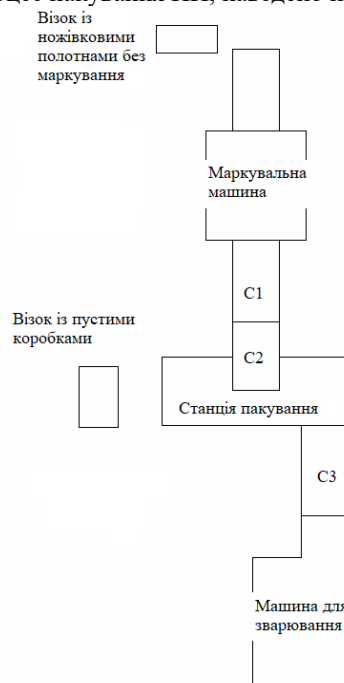 Візок із
ножівковими
полотнами без
маркування
Маркувальна
машина
С1
Візок із пустими
коробками
С2
Станція пакування
С3
Машина для
зварювання